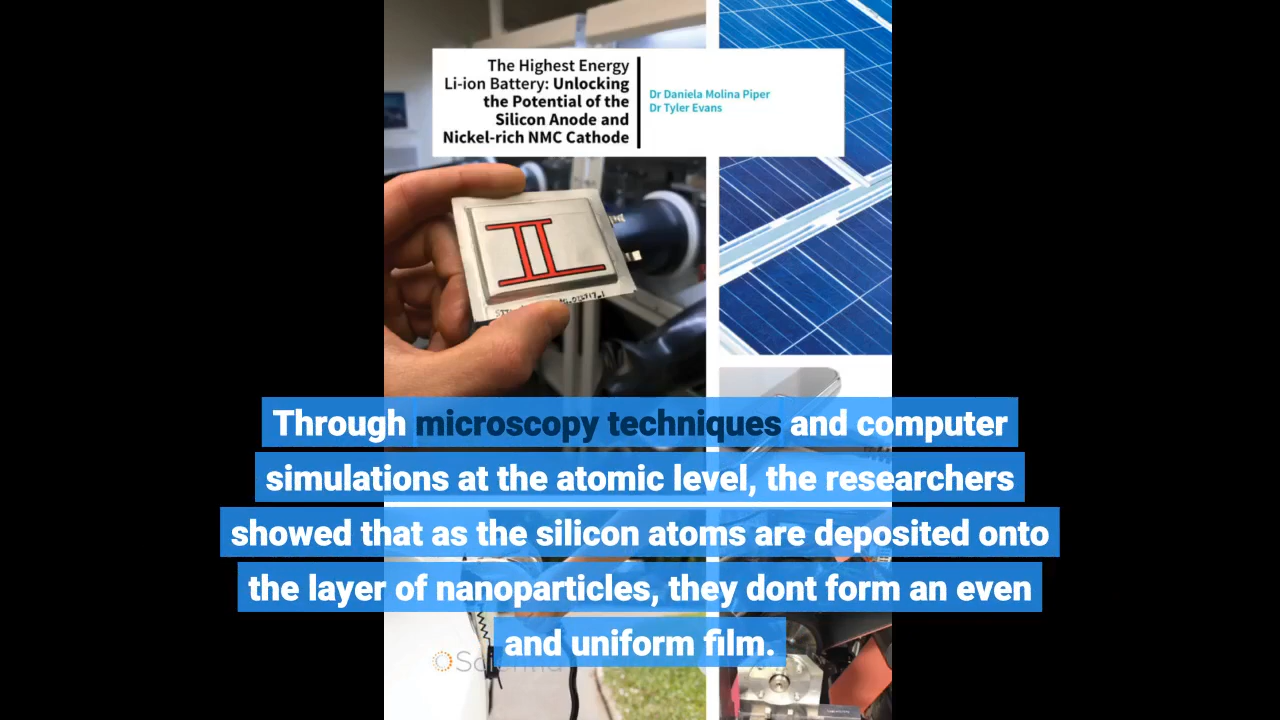 The Highest Energy
Li-ion Battery: Unlocking
the Potential of the
Silicon Anode and
Nickel-rich NMC Cathode
Dr Daniela Molina Piper
Dr Tyler Evans
Through microscopy techniques and computer
simulations at the atomic level, the researchers
showed that as the silicon atoms are deposited onto
the layer of nanoparticles, they dont form an even
and uniform film.